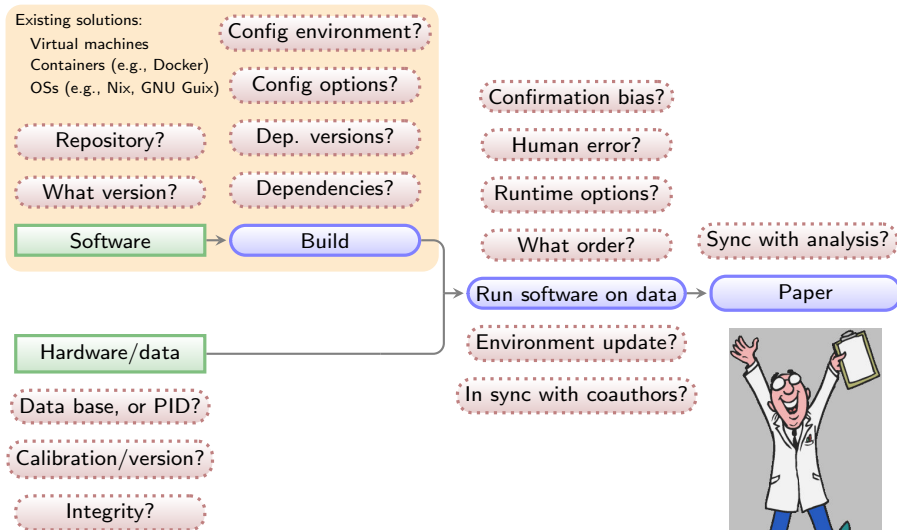 Existing solutions:
Virtual machines
Containers (e.g., Docker)
OSs (e.g., Nix, GNU Guix)
Config environment?
Config options?
Repository?
Dep. versions?
What version?
Dependencies?
Software
Build
Confirmation bias?
Human error?
Runtime options?
What order?
Sync with analysis?
Run software on data
Paper
Hardware/data
Environment update?
Data base, or PID?
In sync with coauthors?
Calibration/version?
Integrity?